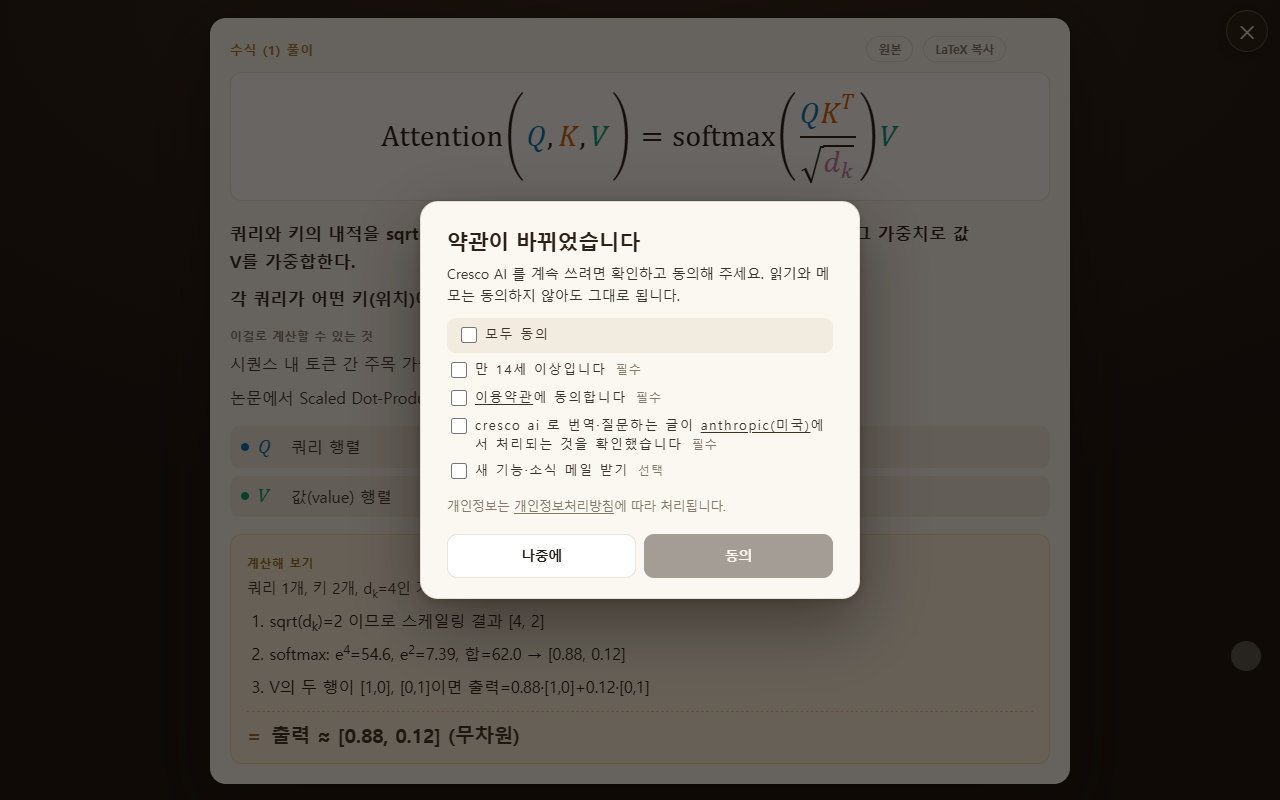 수식 (1) 풀이
원본
LaTeX 복사
Attention(Q, K, V) = softmax(QK^T / √d_k)V
쿼리와 키의 내적을 sqrt
그 가중치로 값
V를 가중합한다.
각 쿼리가 어떤 키(위치)
이걸로 계산할 수 있는 것
시퀀스 내 토큰 간 주목
논문에서 Scaled Dot-Produ
Q 쿼리 행렬
V 값(value) 행렬
약관이 바뀌었습니다
Cresco AI 를 계속 쓰려면 확인하고 동의해 주세요. 읽기와 메
모는 동의하지 않아도 그대로 됩니다.
모두 동의
만 14세 이상입니다 필수
이용약관에 동의합니다 필수
cresco ai 로 번역·질문하는 글이 anthropic(미국)에
서 처리되는 것을 확인했습니다 필수
새 기능·소식 메일 받기 선택
개인정보는 개인정보처리방침에 따라 처리됩니다.
나중에
동의
계산해 보기
쿼리 1개, 키 2개, d_k=4인
1. sqrt(d_k)=2 이므로 스케일링 결과 [4, 2]
2. softmax: e^4=54.6, e^2=7.39, 합=62.0 → [0.88, 0.12]
3. V의 두 행이 [1,0], [0,1]이면 출력=0.88·[1,0]+0.12·[0,1]
= 출력 ≈ [0.88, 0.12] (무차원)